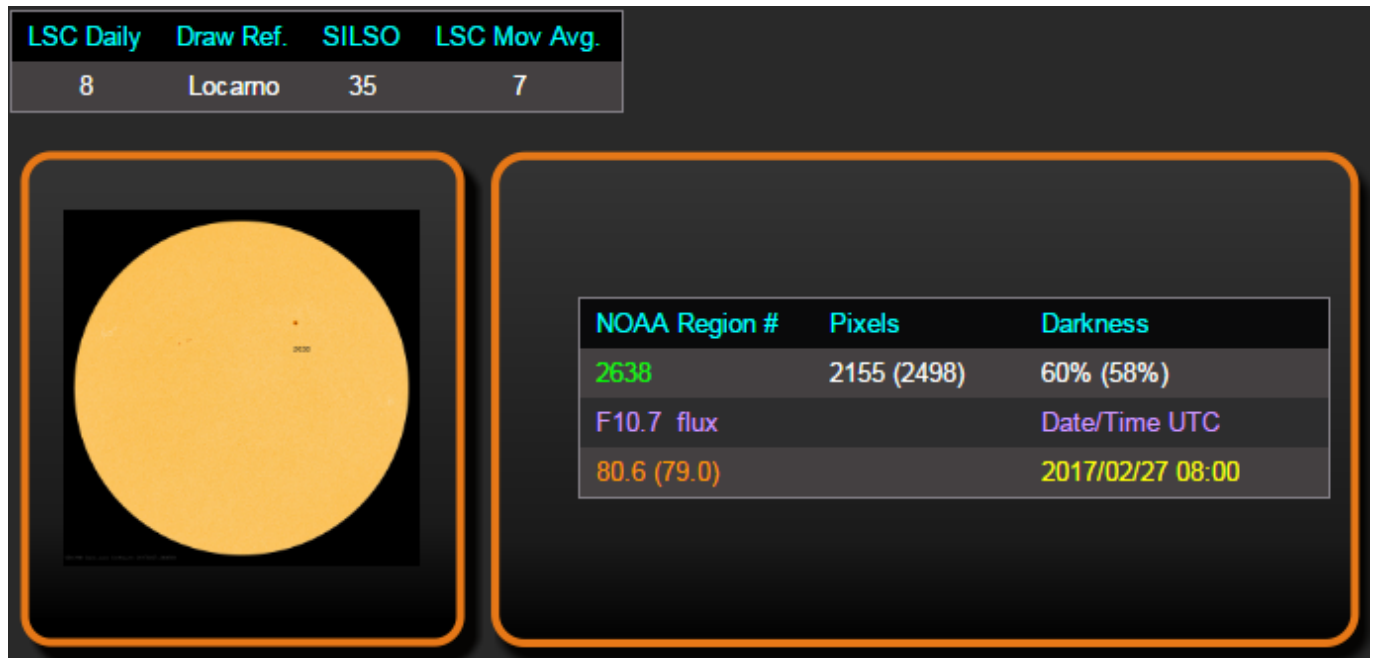 LSC Daily Draw Ref. SILSO LSC Mov Avg.
8 Locarno 35 7
2638
NOAA Region # Pixels Darkness
2638 2155 (2498) 60% (58%)
F10.7 flux Date/Time UTC
80.6 (79.0) 2017/02/27 08:00